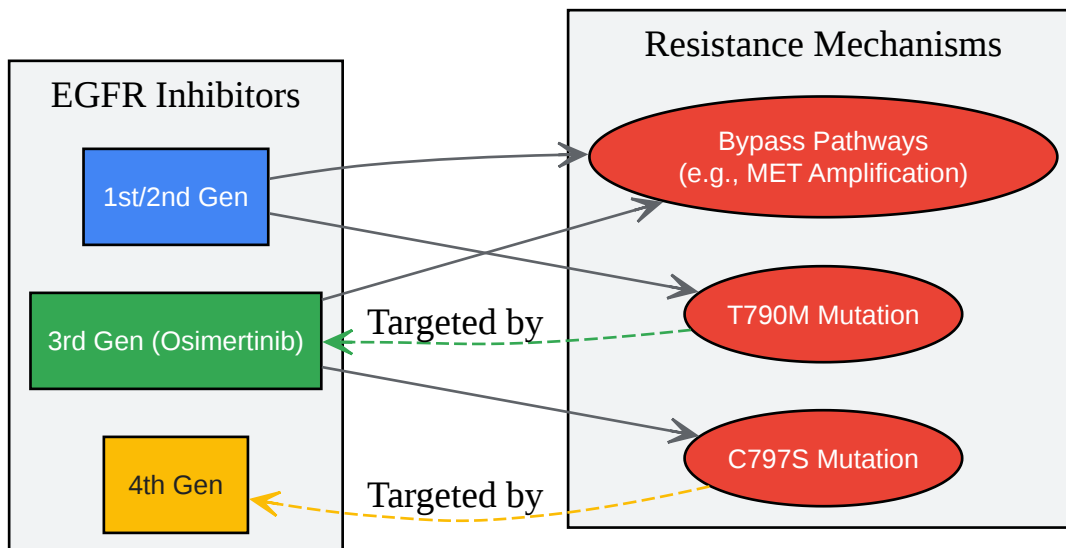 EGFR Inhibitors
1st/2nd Gen
3rd Gen (Osimertinib)
4th Gen
Targeted by
Targeted by
Resistance Mechanisms
Bypass Pathways
(e.g., MET Amplification)
T790M Mutation
C797S Mutation